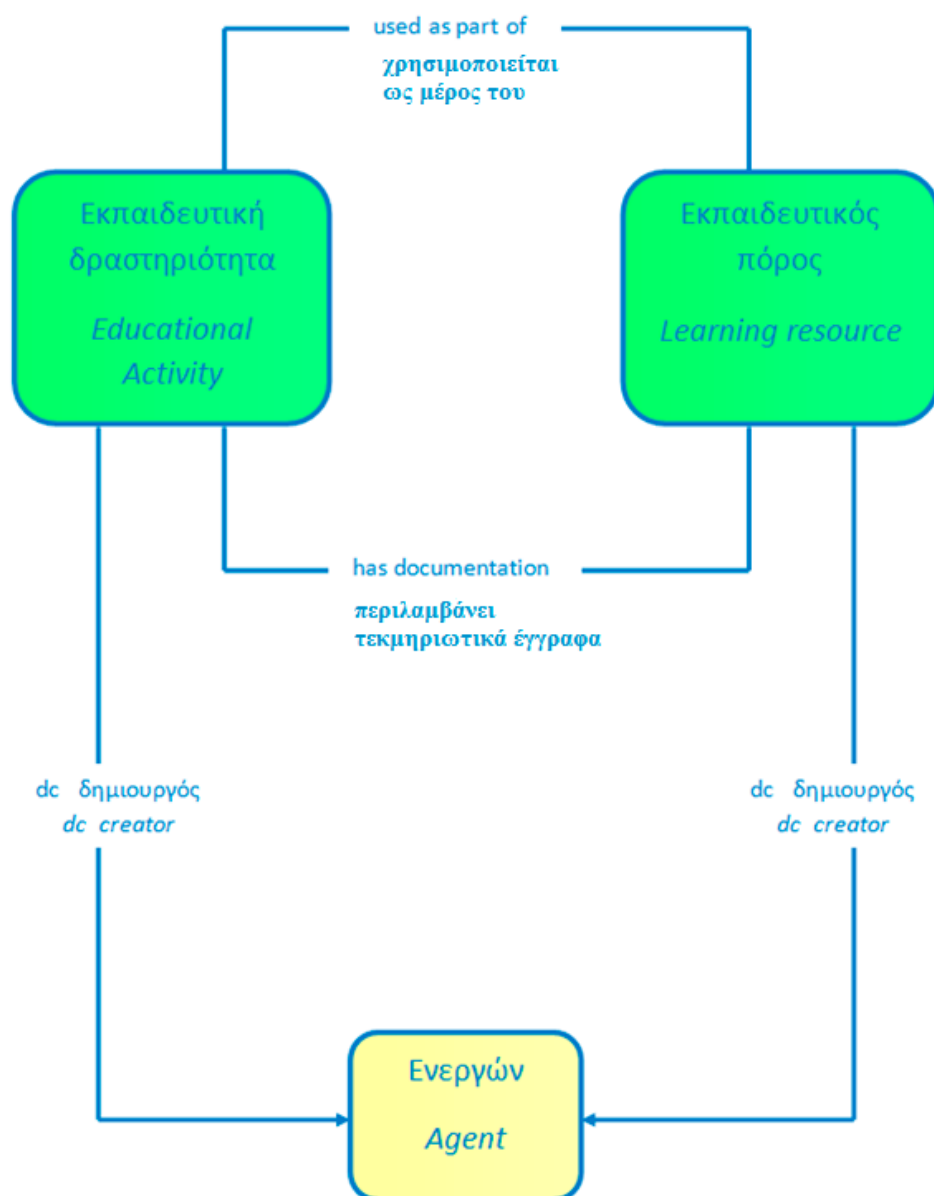 used as part of
χρησιμοποιείται
ως μέρος του
Εκπαιδευτική
δραστηριότητα
Educational
Activity
Εκπαιδευτικός
πόρος
Learning resource
has documentation
περιλαμβάνει
τεκμηριωτικά έγγραφα
dc δημιουργός
dc creator
dc δημιουργός
dc creator
Ενεργών
Agent